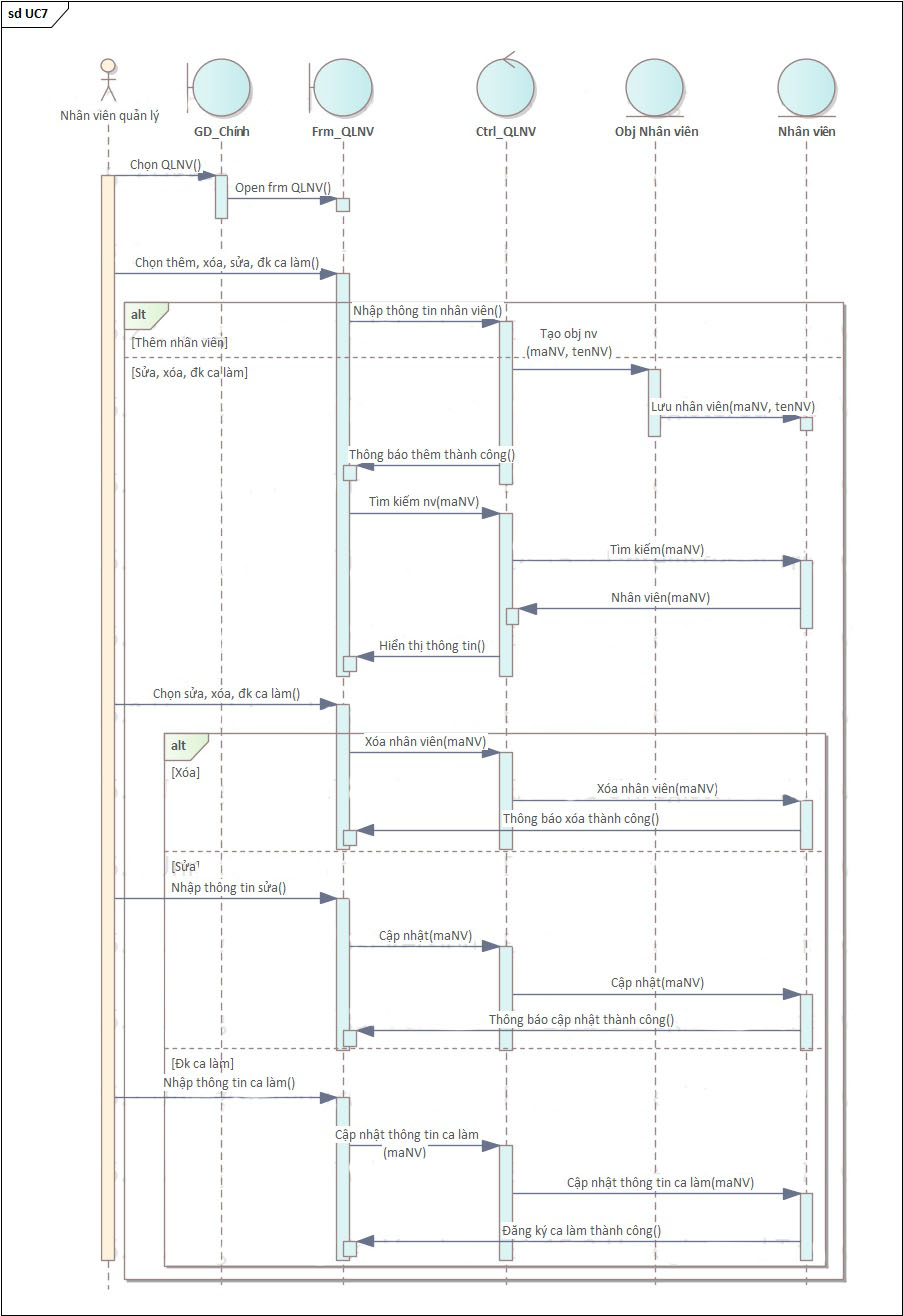 sd UC7
Nhân viên quản lý
GD_Chính
Frm_QLNV
Ctrl_QLNV
Obj Nhân viên
Nhân viên
Chọn QLNV()
Open frm QLNV()
Chọn thêm, xóa, sửa, đk ca làm()
alt
Nhập thông tin nhân viên()
[Thêm nhân viên]
Tạo obj nv
(maNV, tenNV)
[Sửa, xóa, đk ca làm]
Lưu nhân viên(maNV, tenNV)
Thông báo thêm thành công()
Tìm kiếm nv(maNV)
Tìm kiếm(maNV)
Nhân viên(maNV)
Hiển thị thông tin()
Chọn sửa, xóa, đk ca làm()
alt
Xóa nhân viên(maNV)
[Xóa]
Xóa nhân viên(maNV)
Thông báo xóa thành công()
[Sửa]
Nhập thông tin sửa()
Cập nhật(maNV)
Cập nhật(maNV)
Thông báo cập nhật thành công()
[Đk ca làm]
Nhập thông tin ca làm()
Cập nhật thông tin ca làm
(maNV)
Cập nhật thông tin ca làm(maNV)
Đăng ký ca làm thành công()